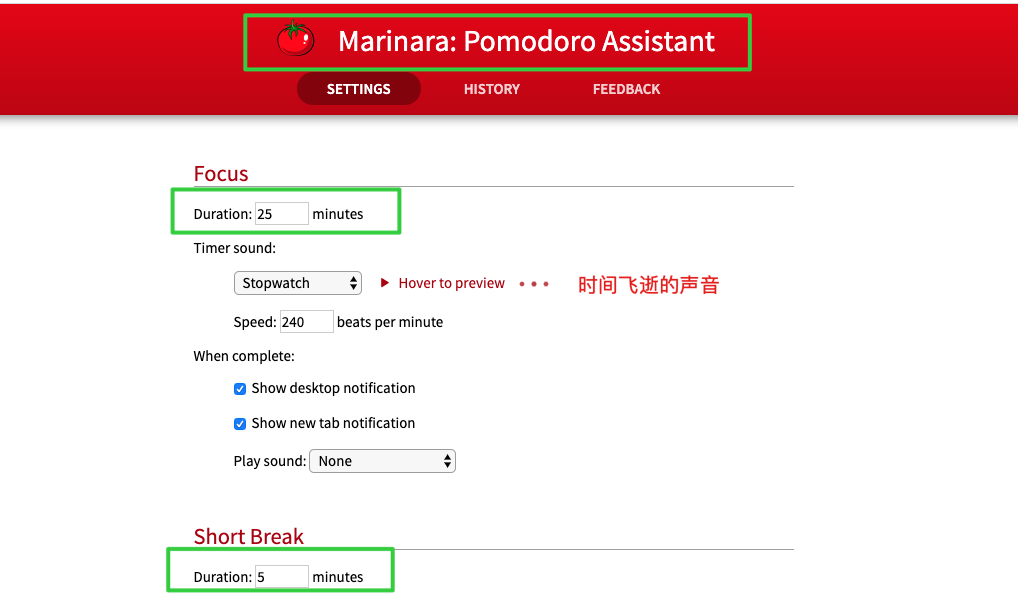 Marinara: Pomodoro Assistant
SETTINGS HISTORY FEEDBACK
Focus
Duration: 25 minutes
Timer sound:
Stopwatch Hover to preview 时间飞逝的声音
Speed: 240 beats per minute
When complete:
Show desktop notification
Show new tab notification
Play sound: None
Short Break
Duration: 5 minutes